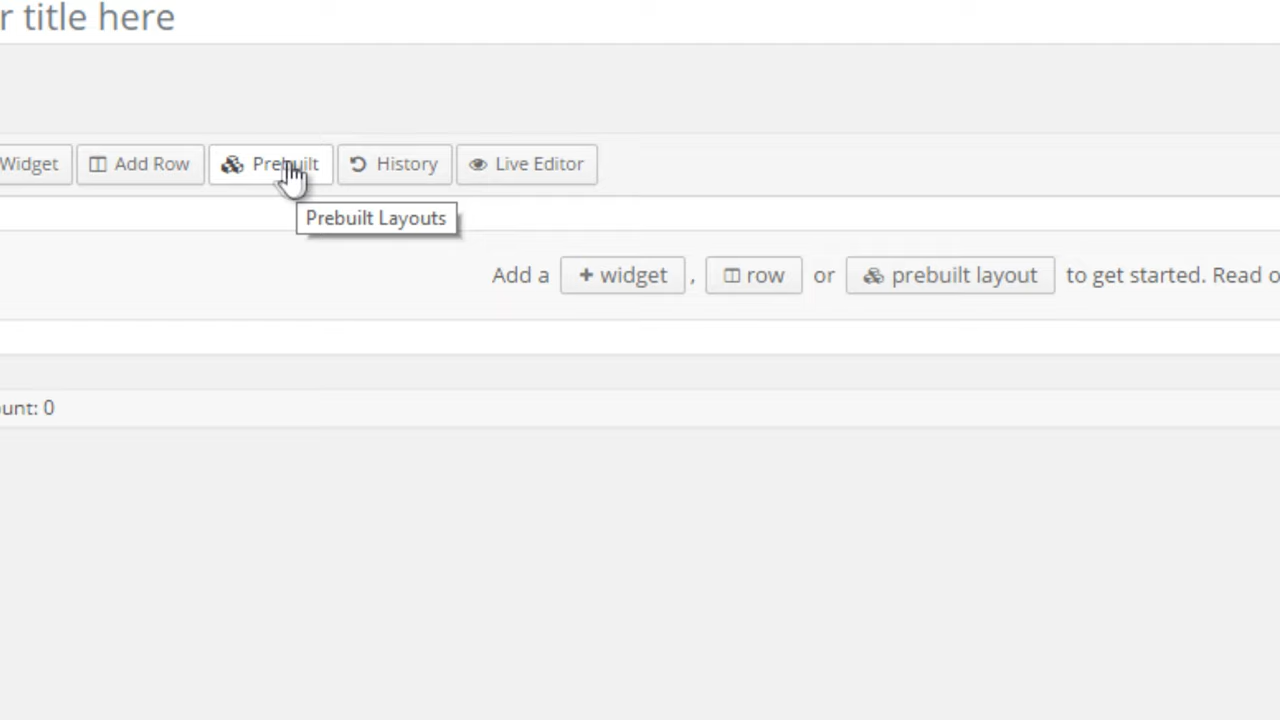 r title here
Widget Add Row Prebuilt History Live Editor
Prebuilt Layouts
Add a + widget , row or prebuilt layout to get started. Read o
unt: 0